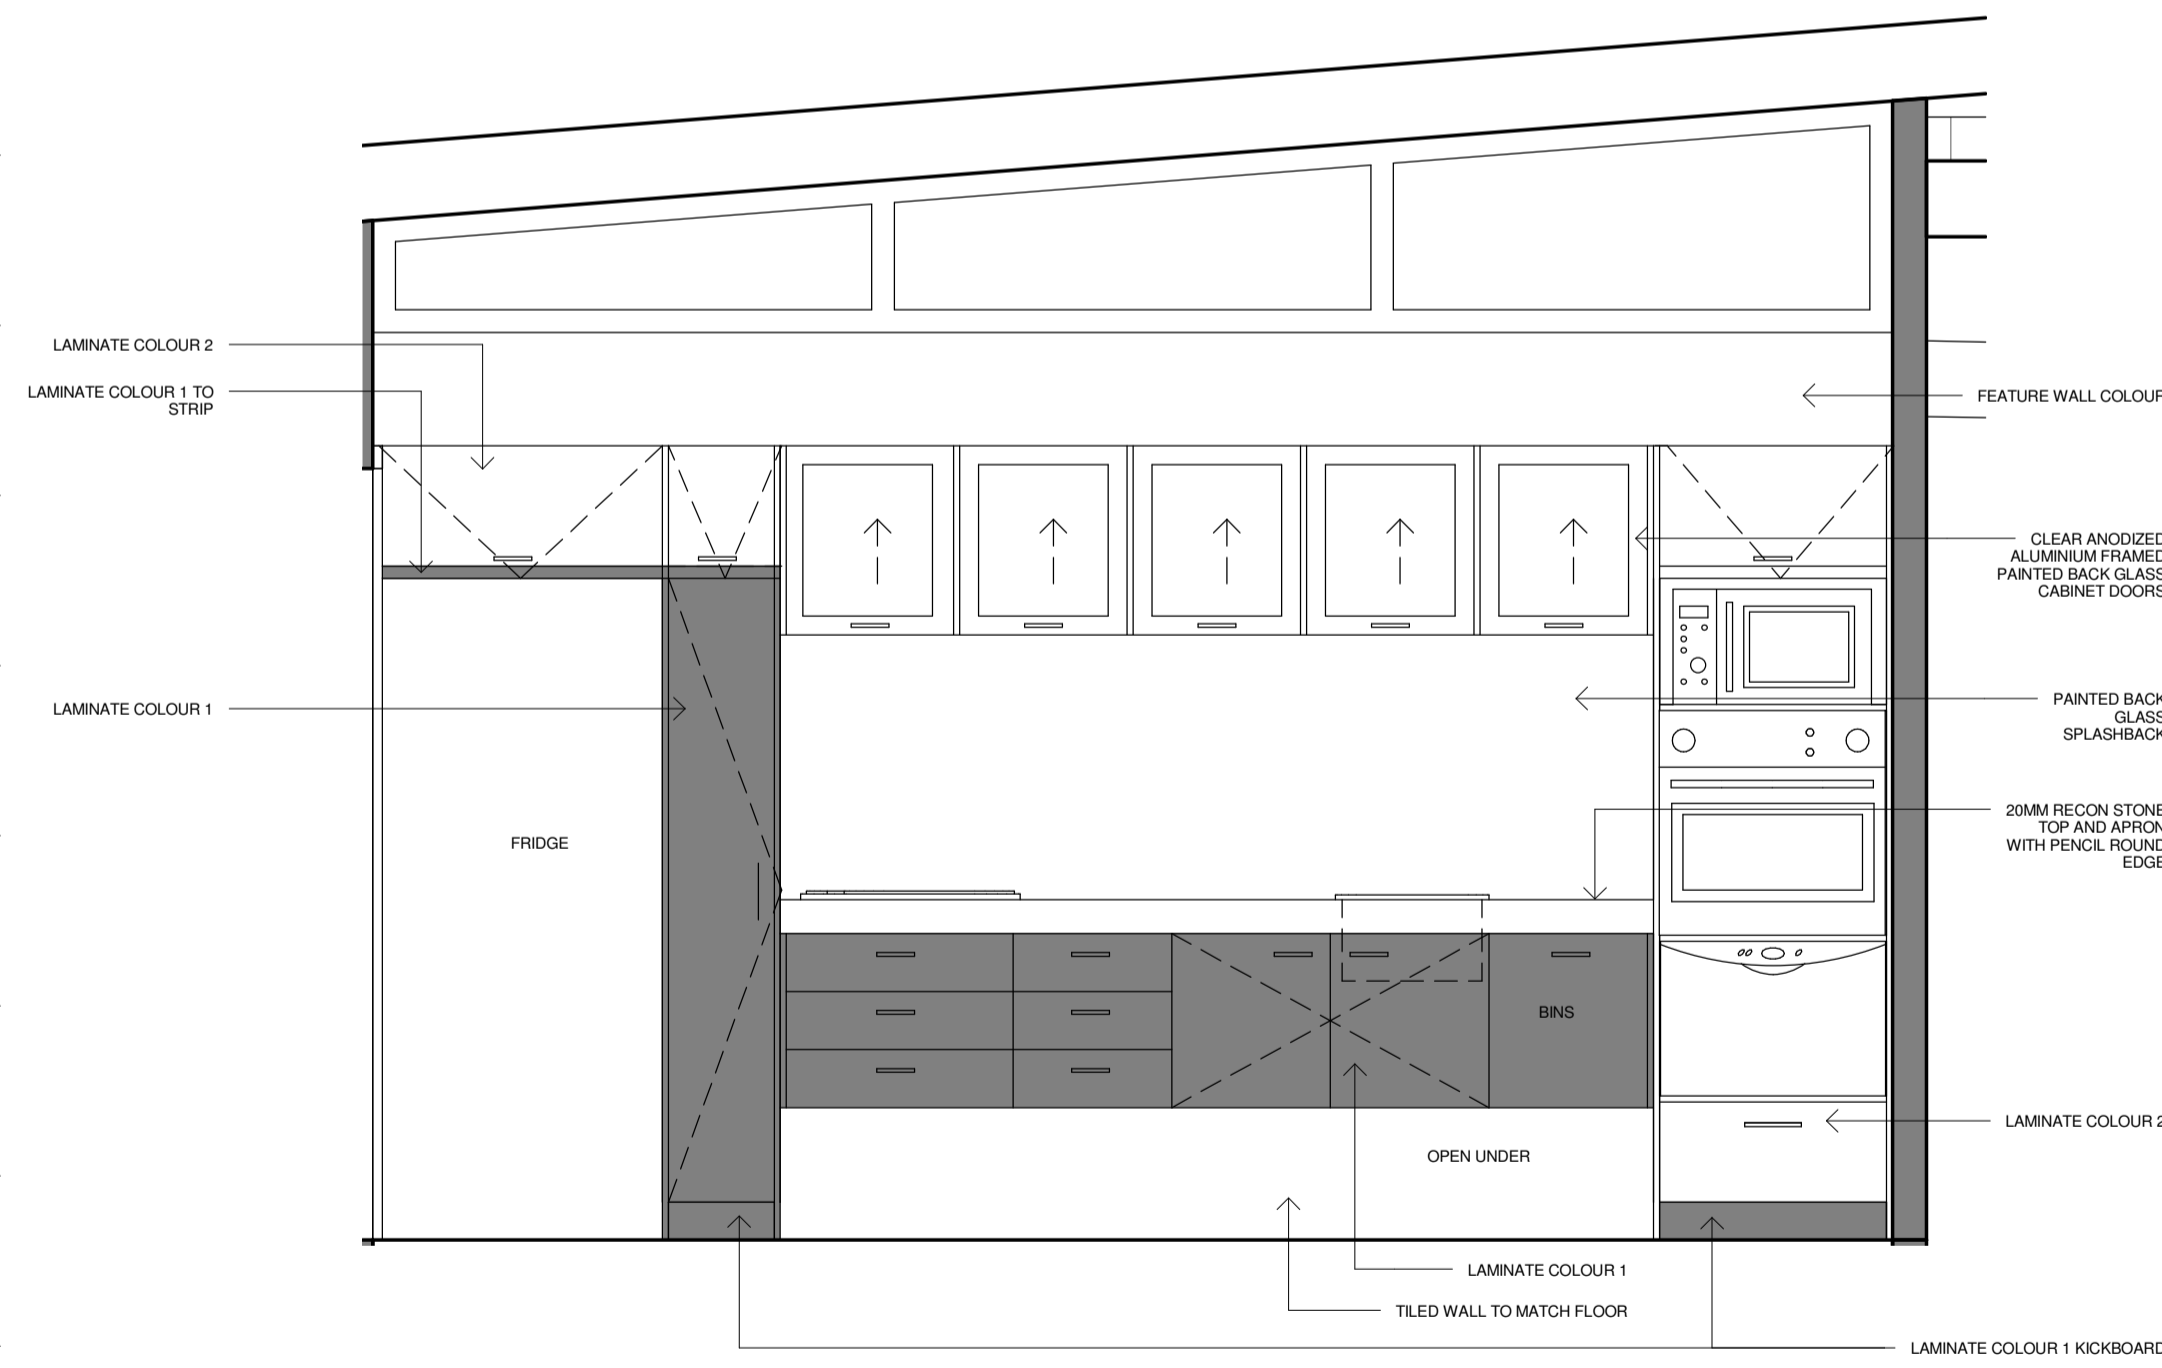 LAMINATE COLOUR 2
LAMINATE COLOUR 1 TO
STRIP
FEATURE WALL COLOUR
CLEAR ANODIZED
ALUMINIUM FRAMED
PAINTED BACK GLASS
CABINET DOORS
LAMINATE COLOUR 1
PAINTED BACK
GLASS
SPLASHBACK
FRIDGE
20MM RECON STONE
TOP AND APRON
WITH PENCIL ROUND
EDGE
BINS
LAMINATE COLOUR 2
OPEN UNDER
LAMINATE COLOUR 1
TILED WALL TO MATCH FLOOR
LAMINATE COLOUR 1 KICKBOARD